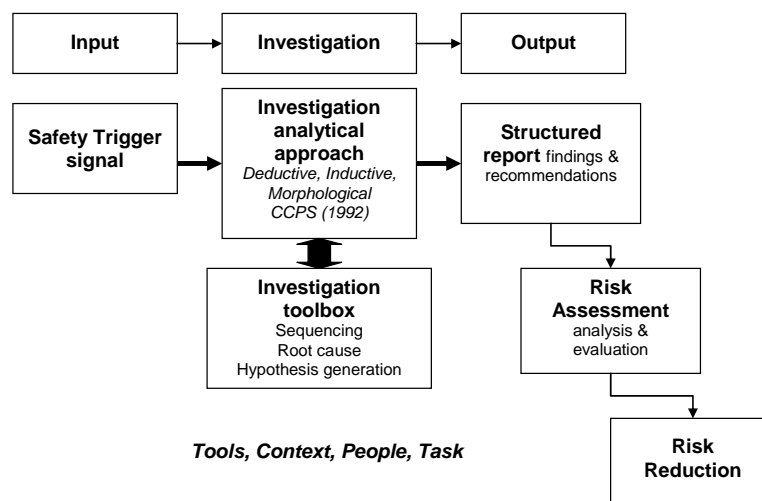 Input
Investigation
Output
Safety Trigger
signal
Investigation
analytical
approach
Deductive, Inductive,
Morphological
CCPS (1992)
Structured
report findings &
recommendations
Investigation
toolbox
Sequencing
Root cause
Hypothesis generation
Risk
Assessment
analysis &
evaluation
Tools, Context, People, Task
Risk
Reduction